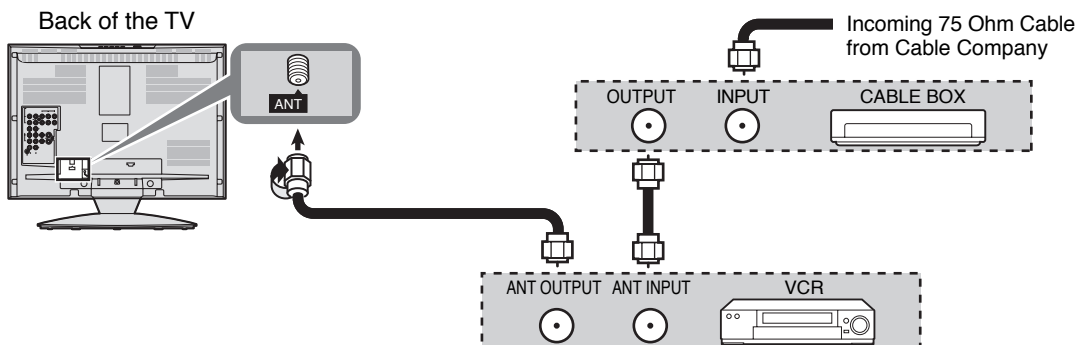 Back of the TV
ANT
Incoming 75 Ohm Cable
from Cable Company
OUTPUT
INPUT
CABLE BOX
ANT OUTPUT
ANT INPUT
VCR